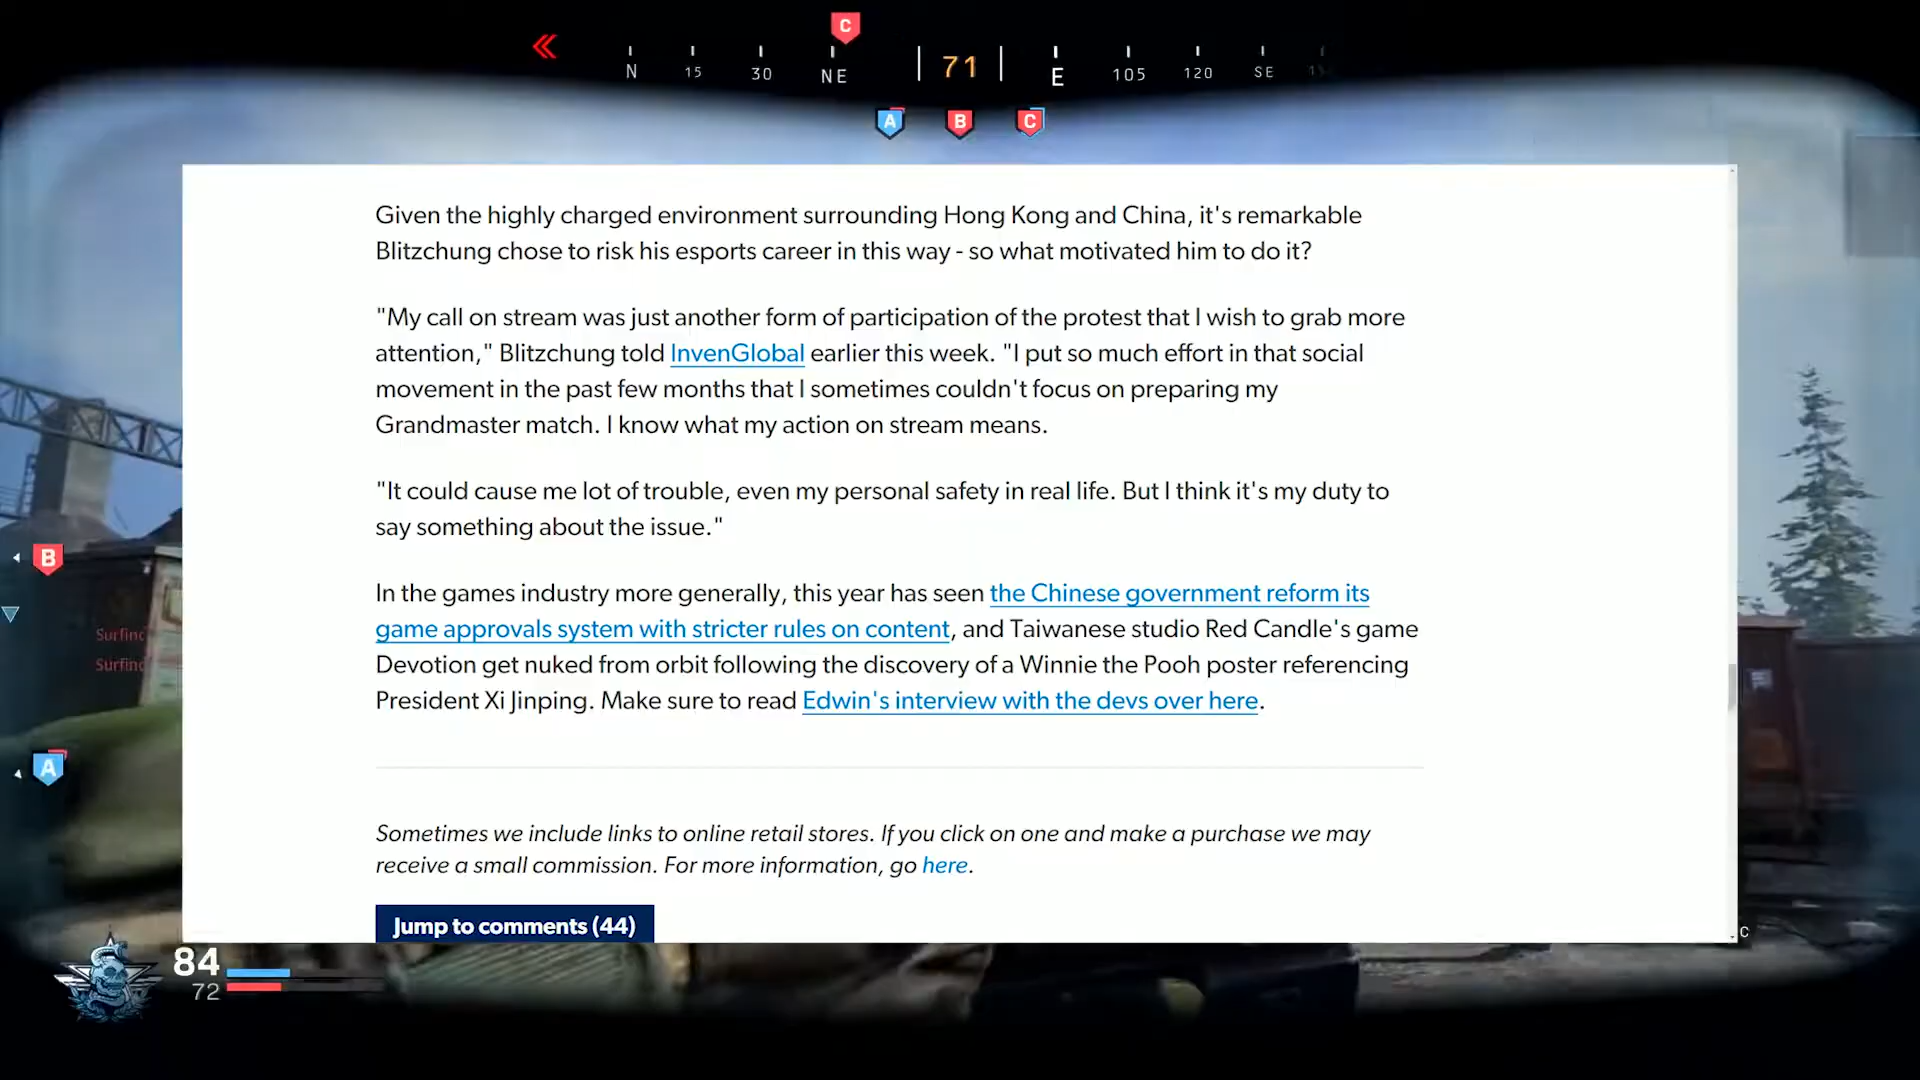 C
N 15 30 NE 71 E 105 120 SE
A B C
Given the highly charged environment surrounding Hong Kong and China, it's remarkable
Blitzchung chose to risk his esports career in this way - so what motivated him to do it?
"My call on stream was just another form of participation of the protest that I wish to grab more
attention," Blitzchung told InvenGlobal earlier this week. "I put so much effort in that social
movement in the past few months that I sometimes couldn't focus on preparing my
Grandmaster match. I know what my action on stream means.
"It could cause me lot of trouble, even my personal safety in real life. But I think it's my duty to
say something about the issue."
B
In the games industry more generally, this year has seen the Chinese government reform its
game approvals system with stricter rules on content, and Taiwanese studio Red Candle's game
Devotion get nuked from orbit following the discovery of a Winnie the Pooh poster referencing
President Xi Jinping. Make sure to read Edwin's interview with the devs over here.
Surfinc
Surfinc
A
Sometimes we include links to online retail stores. If you click on one and make a purchase we may
receive a small commission. For more information, go here.
Jump to comments (44)
C
84
72